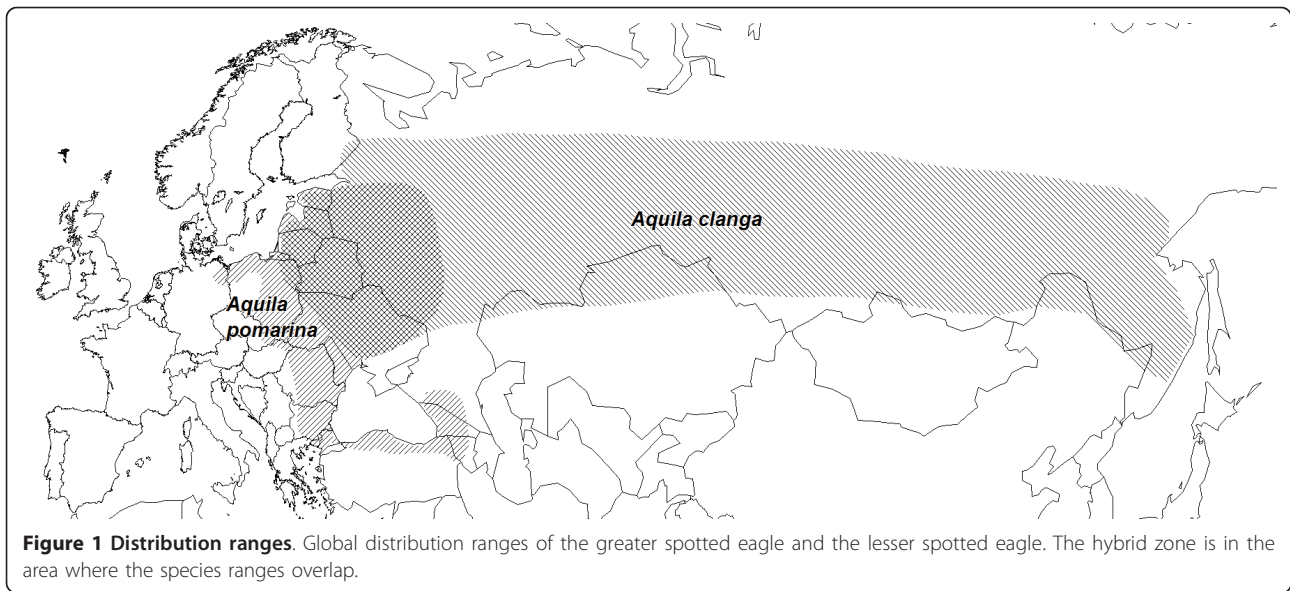 Aquila clanga
Aquila
pomarina
Figure 1 Distribution ranges. Global distribution ranges of the greater spotted eagle and the lesser spotted eagle. The hybrid zone is in the
area where the species ranges overlap.